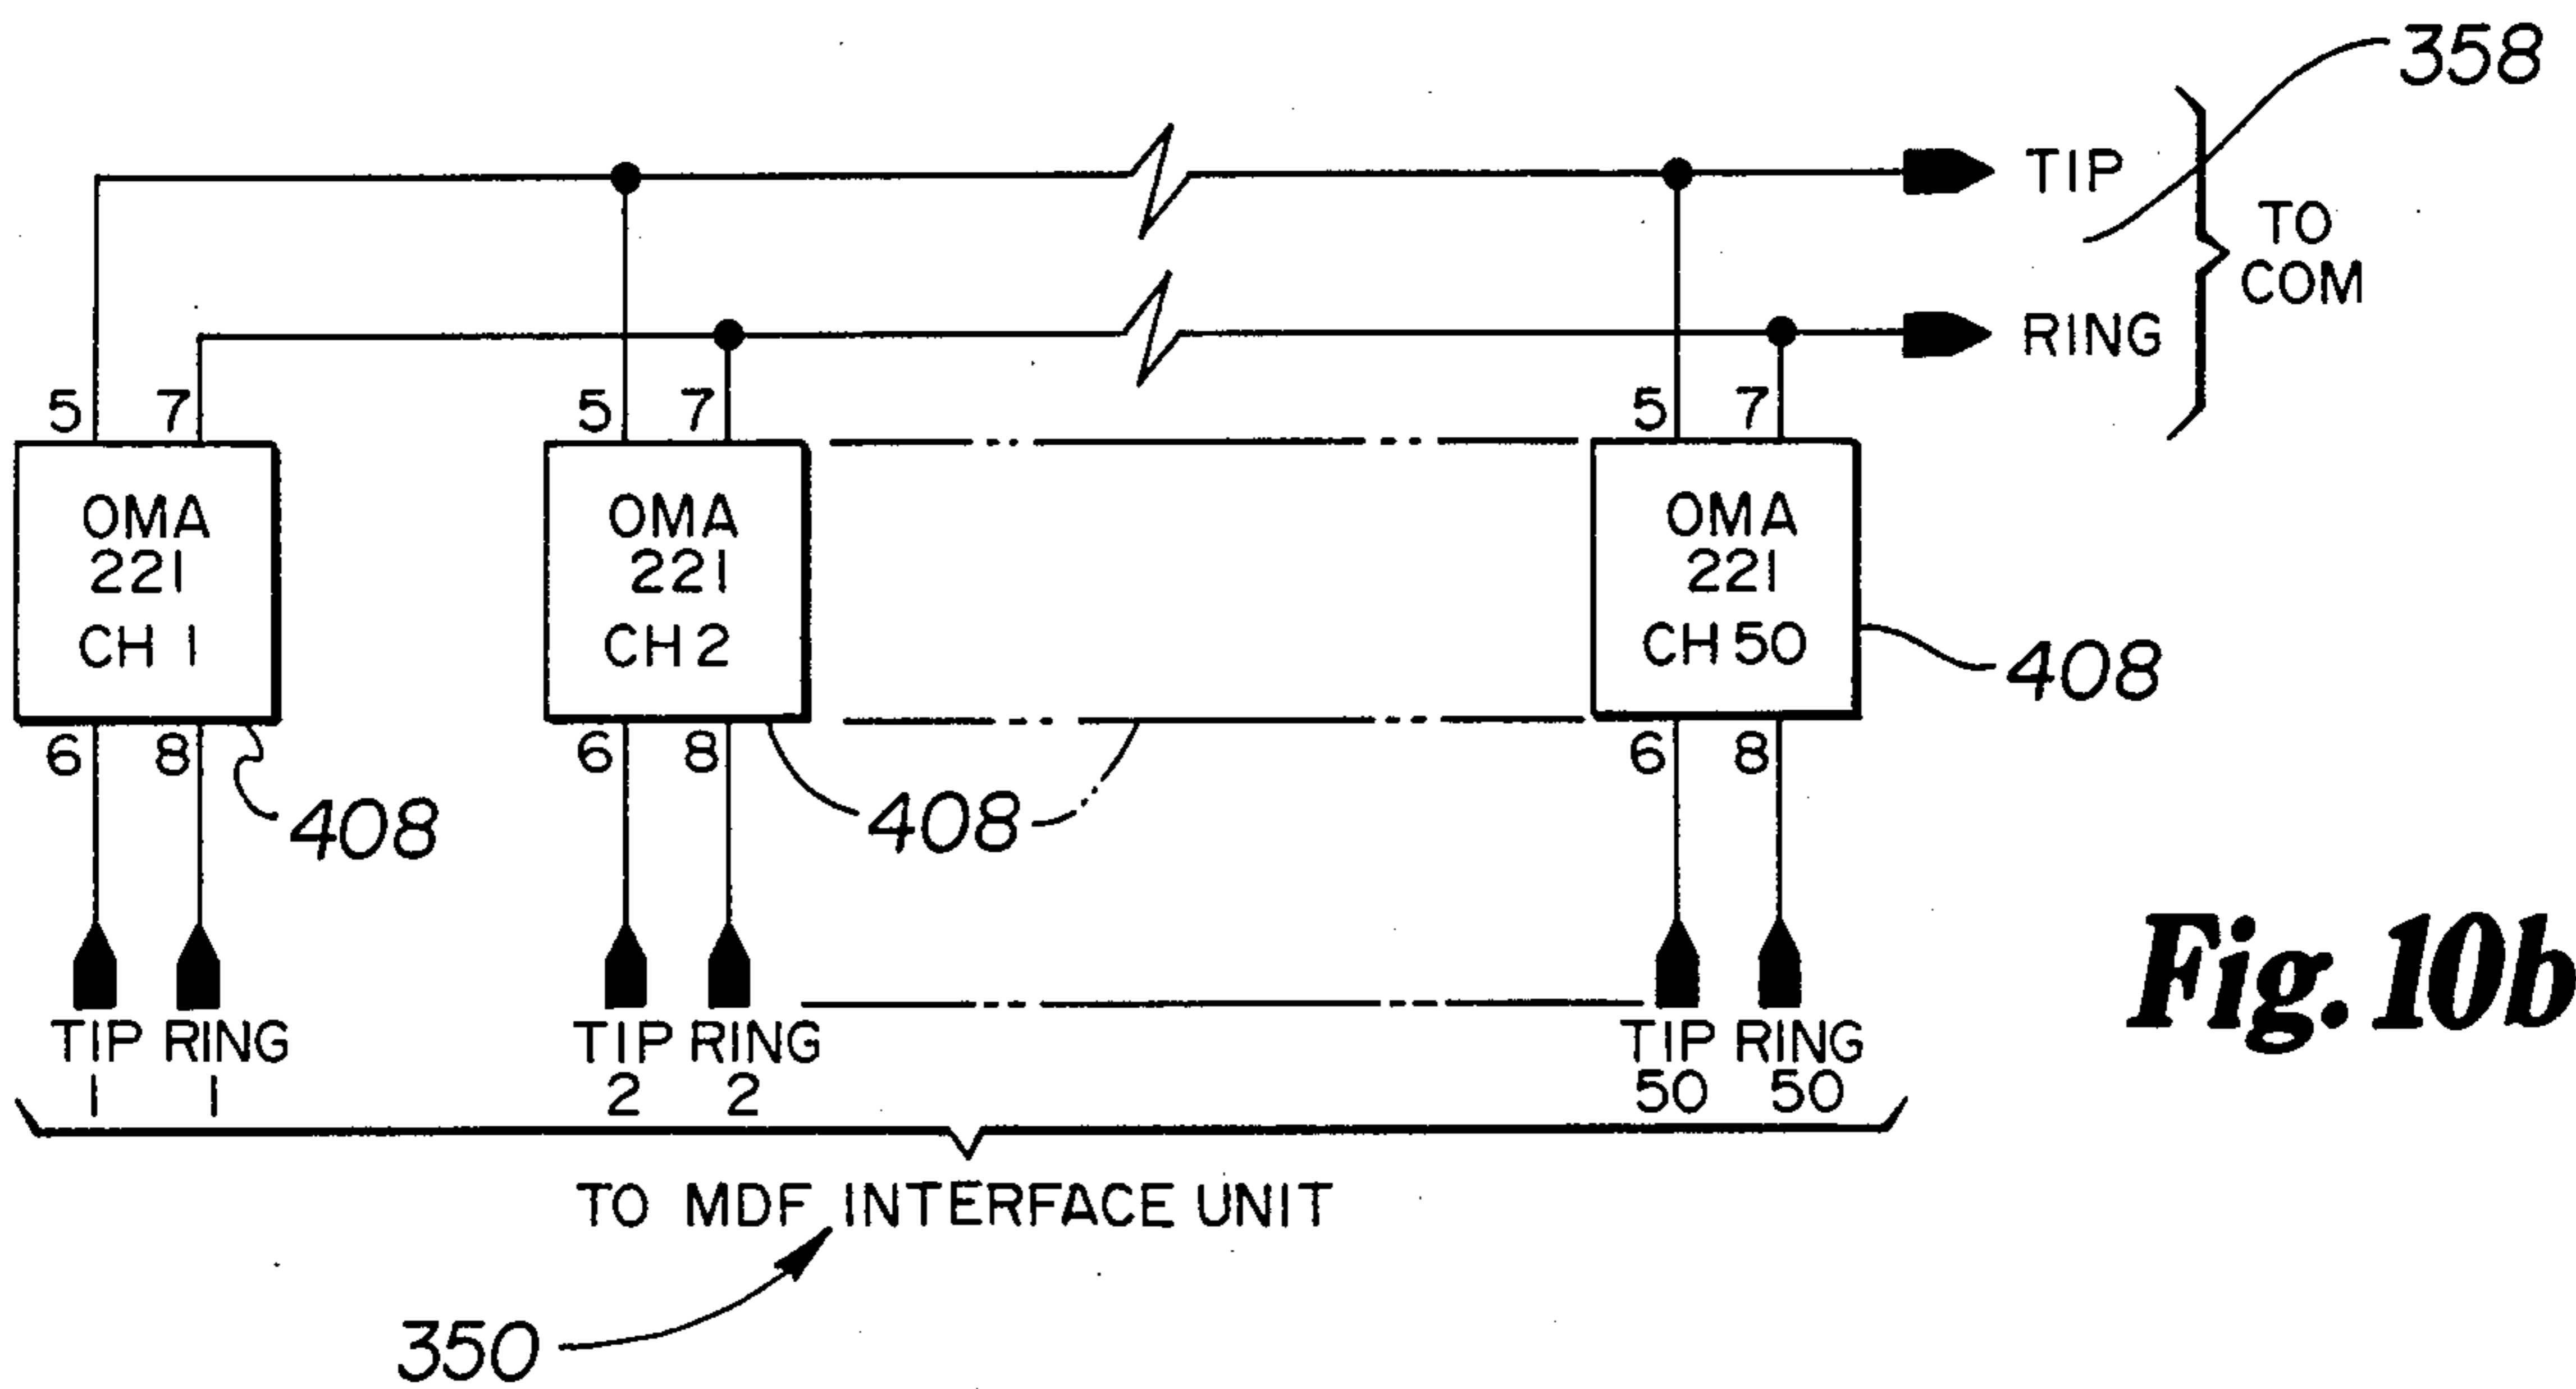 358
TIP
TO
COM
RING
5 7
5 7
5 7
OMA
221
CH 1
OMA
221
CH 2
OMA
221
CH 50
408
6 8
6 8
6 8
408
408
TIP RING
1 1
TIP RING
2 2
TIP RING
50 50
Fig. 10b
TO MDF INTERFACE UNIT
350